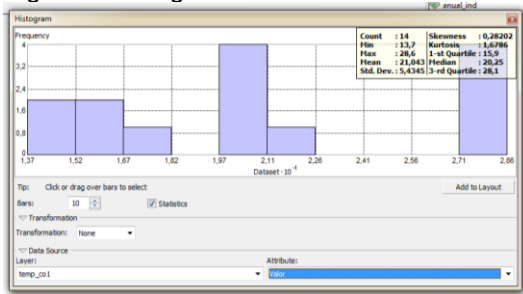 anual_ind
Histogram
Frequency
Count : 14 Skewness : 0,28202
Min : 13,7 Kurtosis : 1,6786
Max : 28,6 1-st Quartile : 15,9
Mean : 21,043 Median : 20,25
Std. Dev. : 5,4345 3-rd Quartile : 28,1
4
3,2
2,4
1,6
0,8
0
1,37 1,52 1,67 1,82 1,97 2,11 2,26 2,41 2,56 2,71 2,86
Dataset · 10⁻¹
Tip: Click or drag over bars to select
Add to Layout
Bars: 10 Statistics
Transformation
Transformation: None
Data Source
Layer: Attribute:
temp_co1 Valor